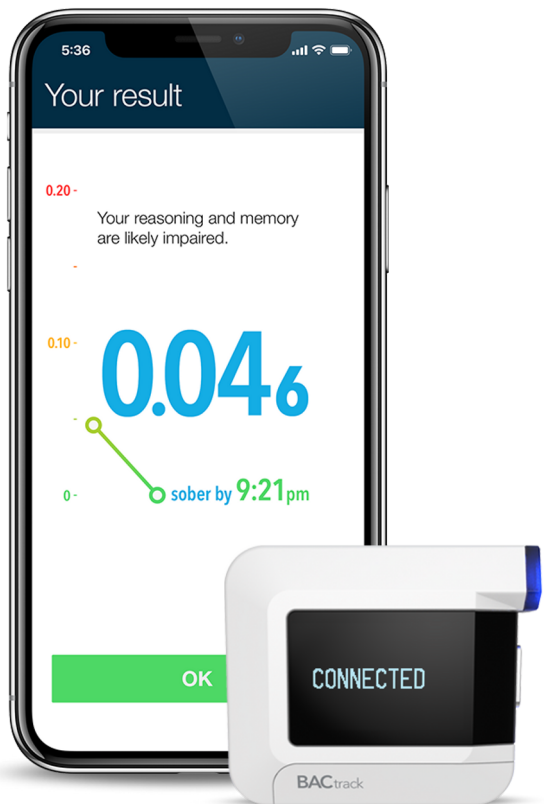 5:36
Your result
0.20 -
Your reasoning and memory
are likely impaired.
-
0.10 -
0.046
-
0 -
sober by 9:21pm
OK
CONNECTED
BACtrack